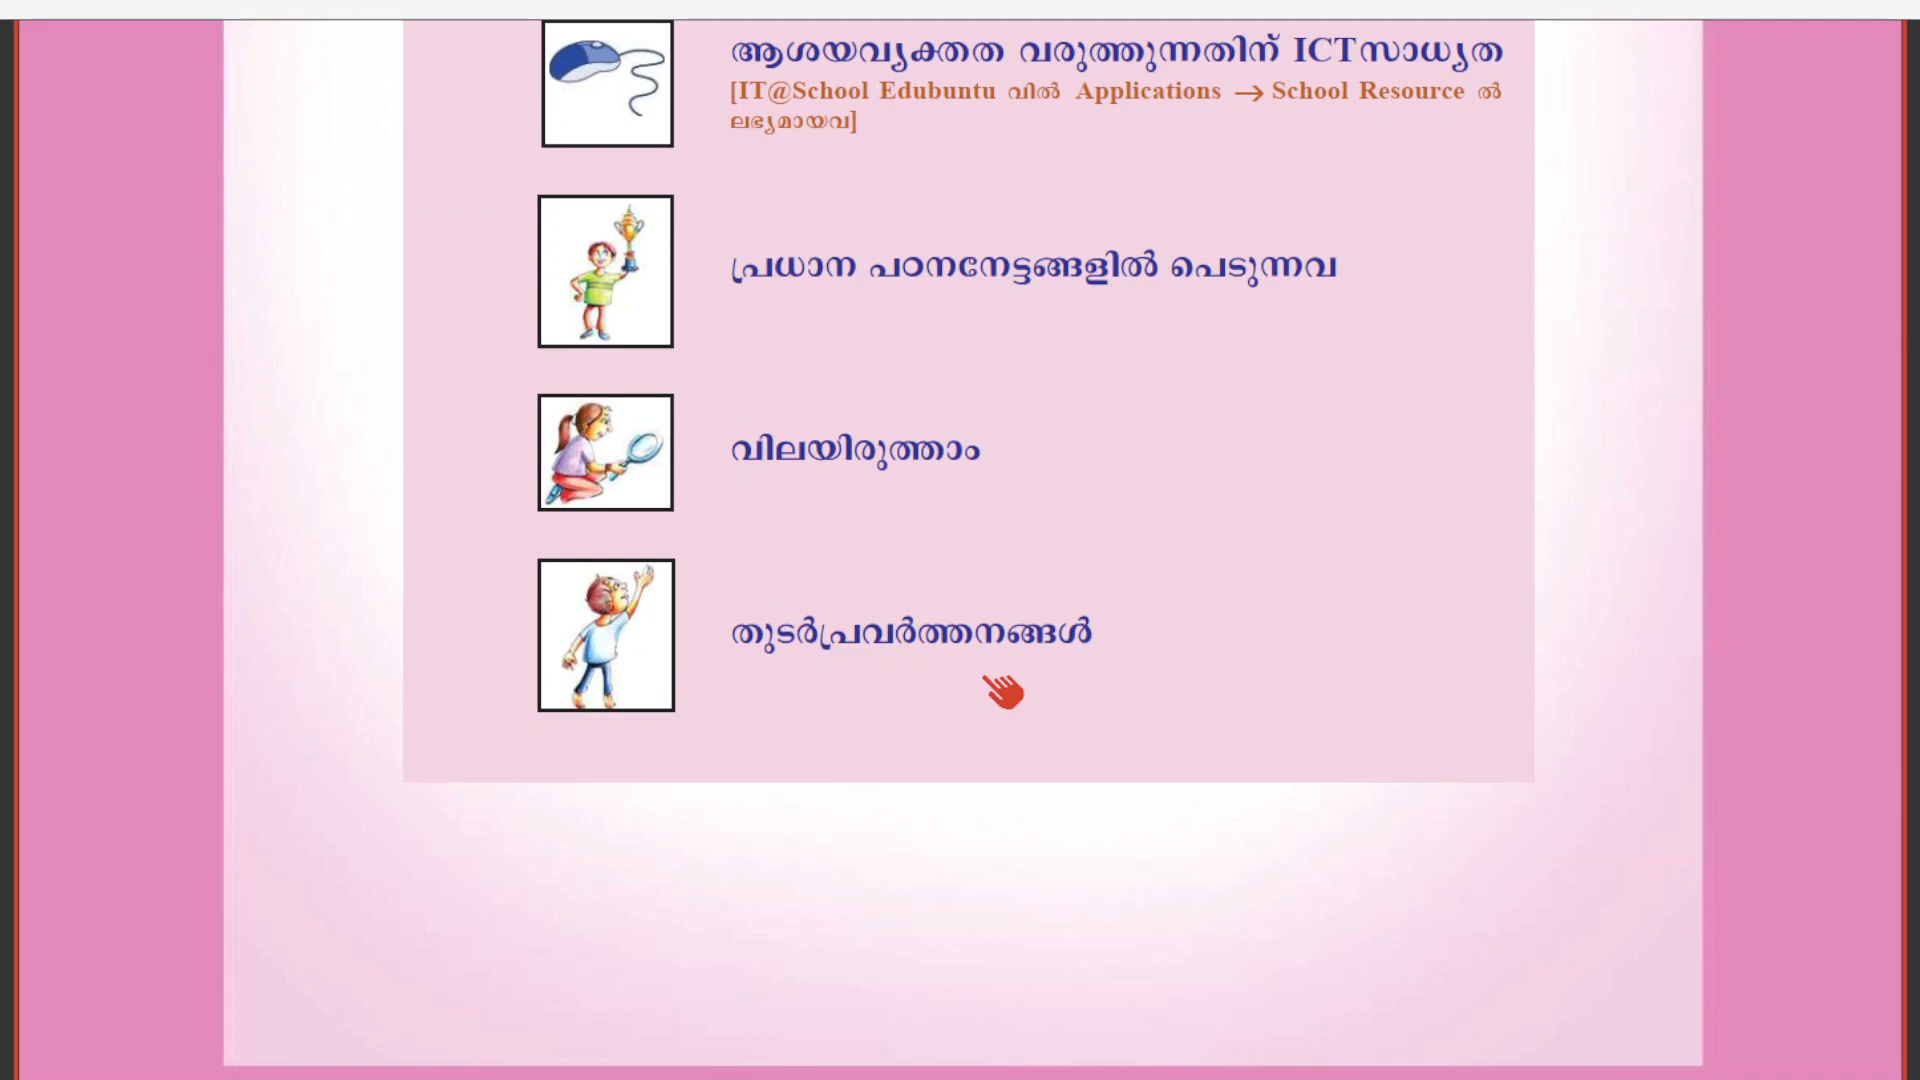 ആശയവ്യക്തത വരുത്തുന്നതിന് ICTസാധ്യത
[IT@School Edubuntu വിൽ Applications → School Resource ൽ
ലഭ്യമായവ]
പ്രധാന പഠനനേട്ടങ്ങളിൽ പെടുന്നവ
വിലയിരുത്താം
തുടർപ്രവർത്തനങ്ങൾ